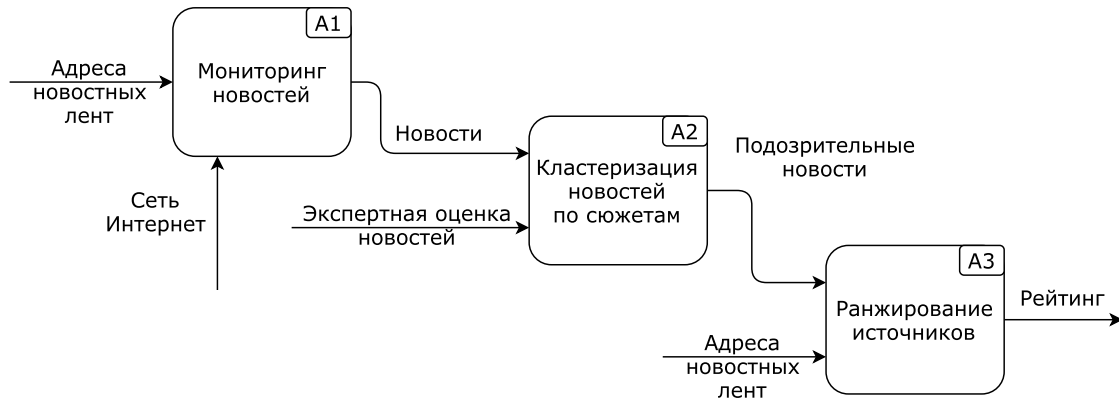 A1
Мониторинг
новостей
Адреса
новостных
лент
Сеть
Интернет
Новости
A2
Кластеризация
новостей
по сюжетам
Экспертная оценка
новостей
Подозрительные
новости
A3
Ранжирование
источников
Адреса
новостных
лент
Рейтинг